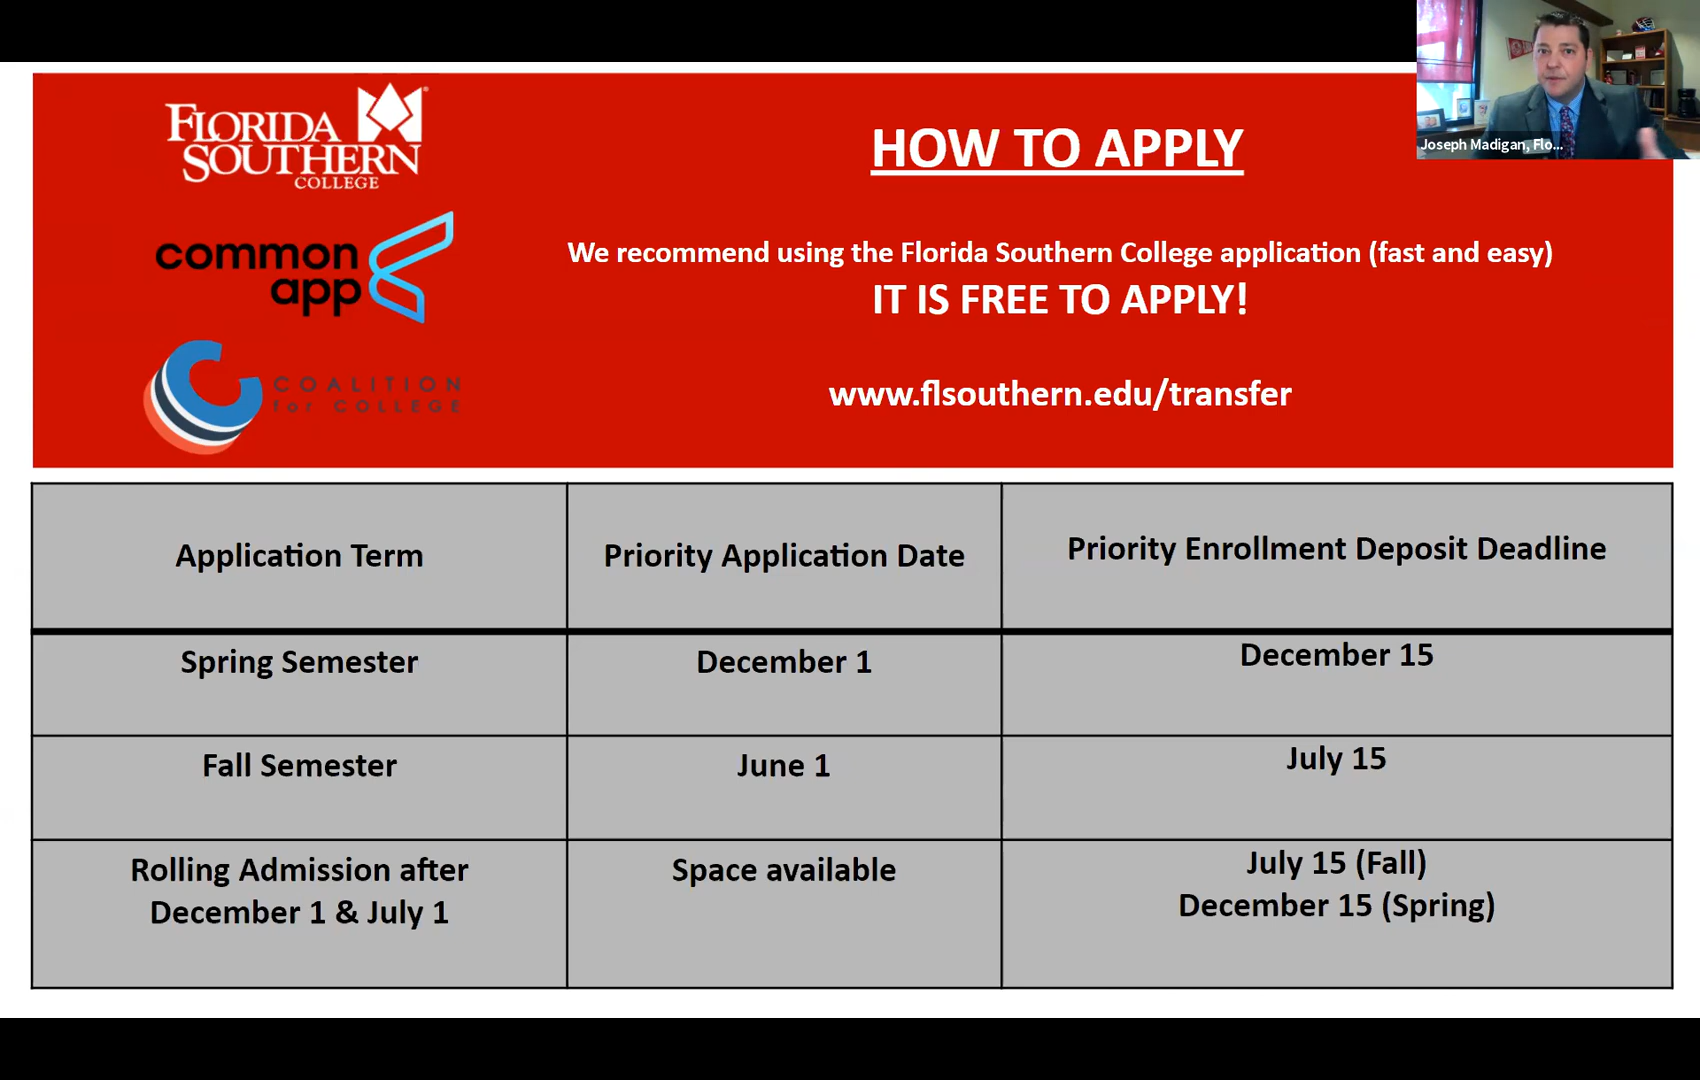 FLORIDA
SOUTHERN
COLLEGE
common
app
COALITION
for COLLEGE
HOW TO APPLY
We recommend using the Florida Southern College application (fast and easy)
IT IS FREE TO APPLY!
www.flsouthern.edu/transfer
Joseph Madigan, Flo...
Application Term
Priority Application Date
Priority Enrollment Deposit Deadline
Spring Semester
December 1
December 15
Fall Semester
June 1
July 15
Rolling Admission after
December 1 & July 1
Space available
July 15 (Fall)
December 15 (Spring)